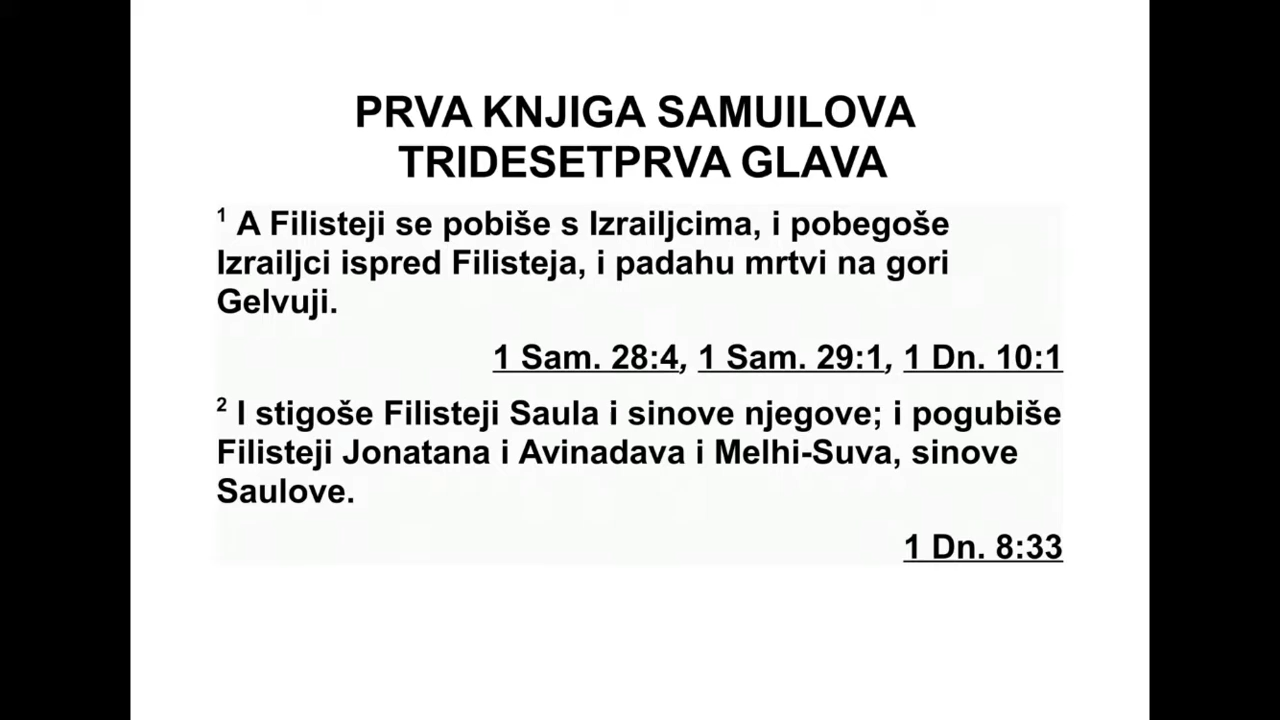 PRVA KNJIGA SAMUILOVA
TRIDESETPRVA GLAVA
1 A Filisteji se pobiše s Izrailjcima, i pobegoše
Izrailjci ispred Filisteja, i padahu mrtvi na gori
Gelvuji.
1 Sam. 28:4, 1 Sam. 29:1, 1 Dn. 10:1
2 I stigoše Filisteji Saula i sinove njegove; i pogubiše
Filisteji Jonatana i Avinadava i Melhi-Suva, sinove
Saulove.
1 Dn. 8:33